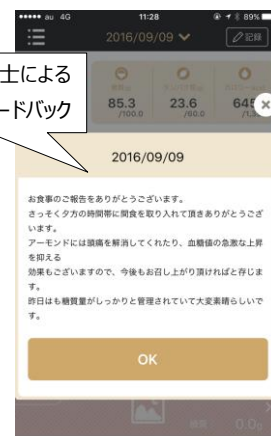 au 4G 11:28 89%
2016/09/09
記録
士による
ードバック
85.3
/100.0
23.6
/60.0
645
2016/09/09
お食事のご報告をありがとうございます。
さっそく夕方の時間帯に間食を取り入れて頂きありがとうござ
います。
アーモンドには頭痛を解消してくれたり、血糖値の急激な上昇
を抑える
効果もございますので、今後もお召し上がり頂ければと存じま
す。
昨日もも糖質量がしっかりと管理されていて大変素晴らしいで
す。
OK
糖質 0.0g